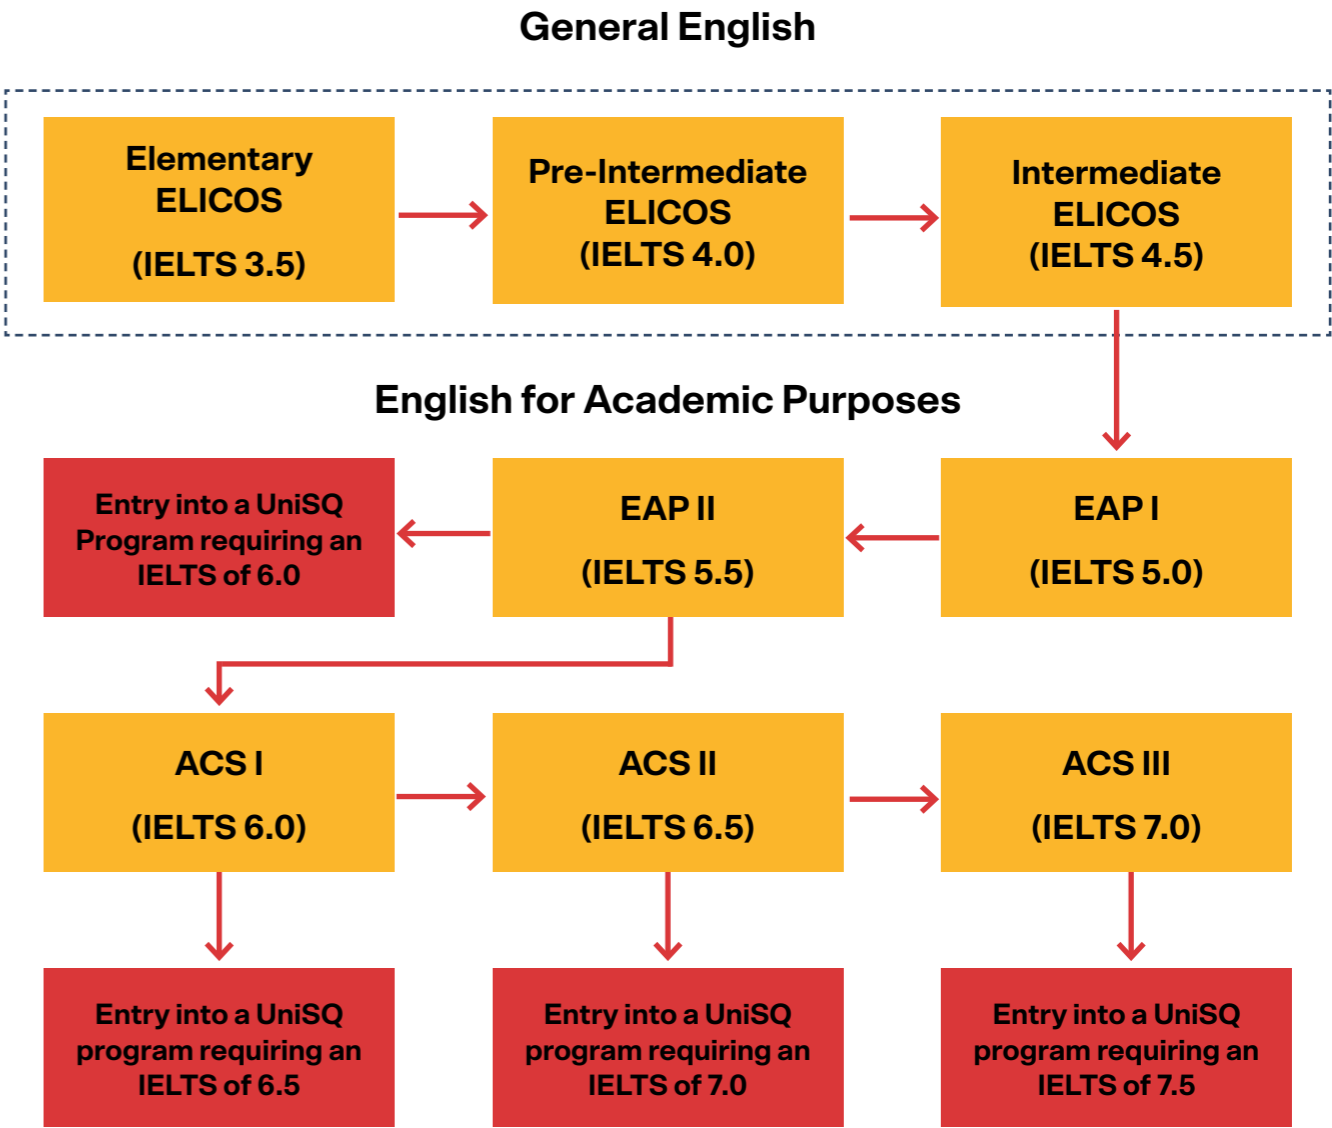 General English
Elementary
ELICOS
(IELTS 3.5)
Pre-Intermediate
ELICOS
(IELTS 4.0)
Intermediate
ELICOS
(IELTS 4.5)
English for Academic Purposes
Entry into a UniSQ
Program requiring an
IELTS of 6.0
EAP II
(IELTS 5.5)
EAP I
(IELTS 5.0)
ACS I
(IELTS 6.0)
ACS II
(IELTS 6.5)
ACS III
(IELTS 7.0)
Entry into a UniSQ
program requiring an
IELTS of 6.5
Entry into a UniSQ
program requiring an
IELTS of 7.0
Entry into a UniSQ
program requiring an
IELTS of 7.5